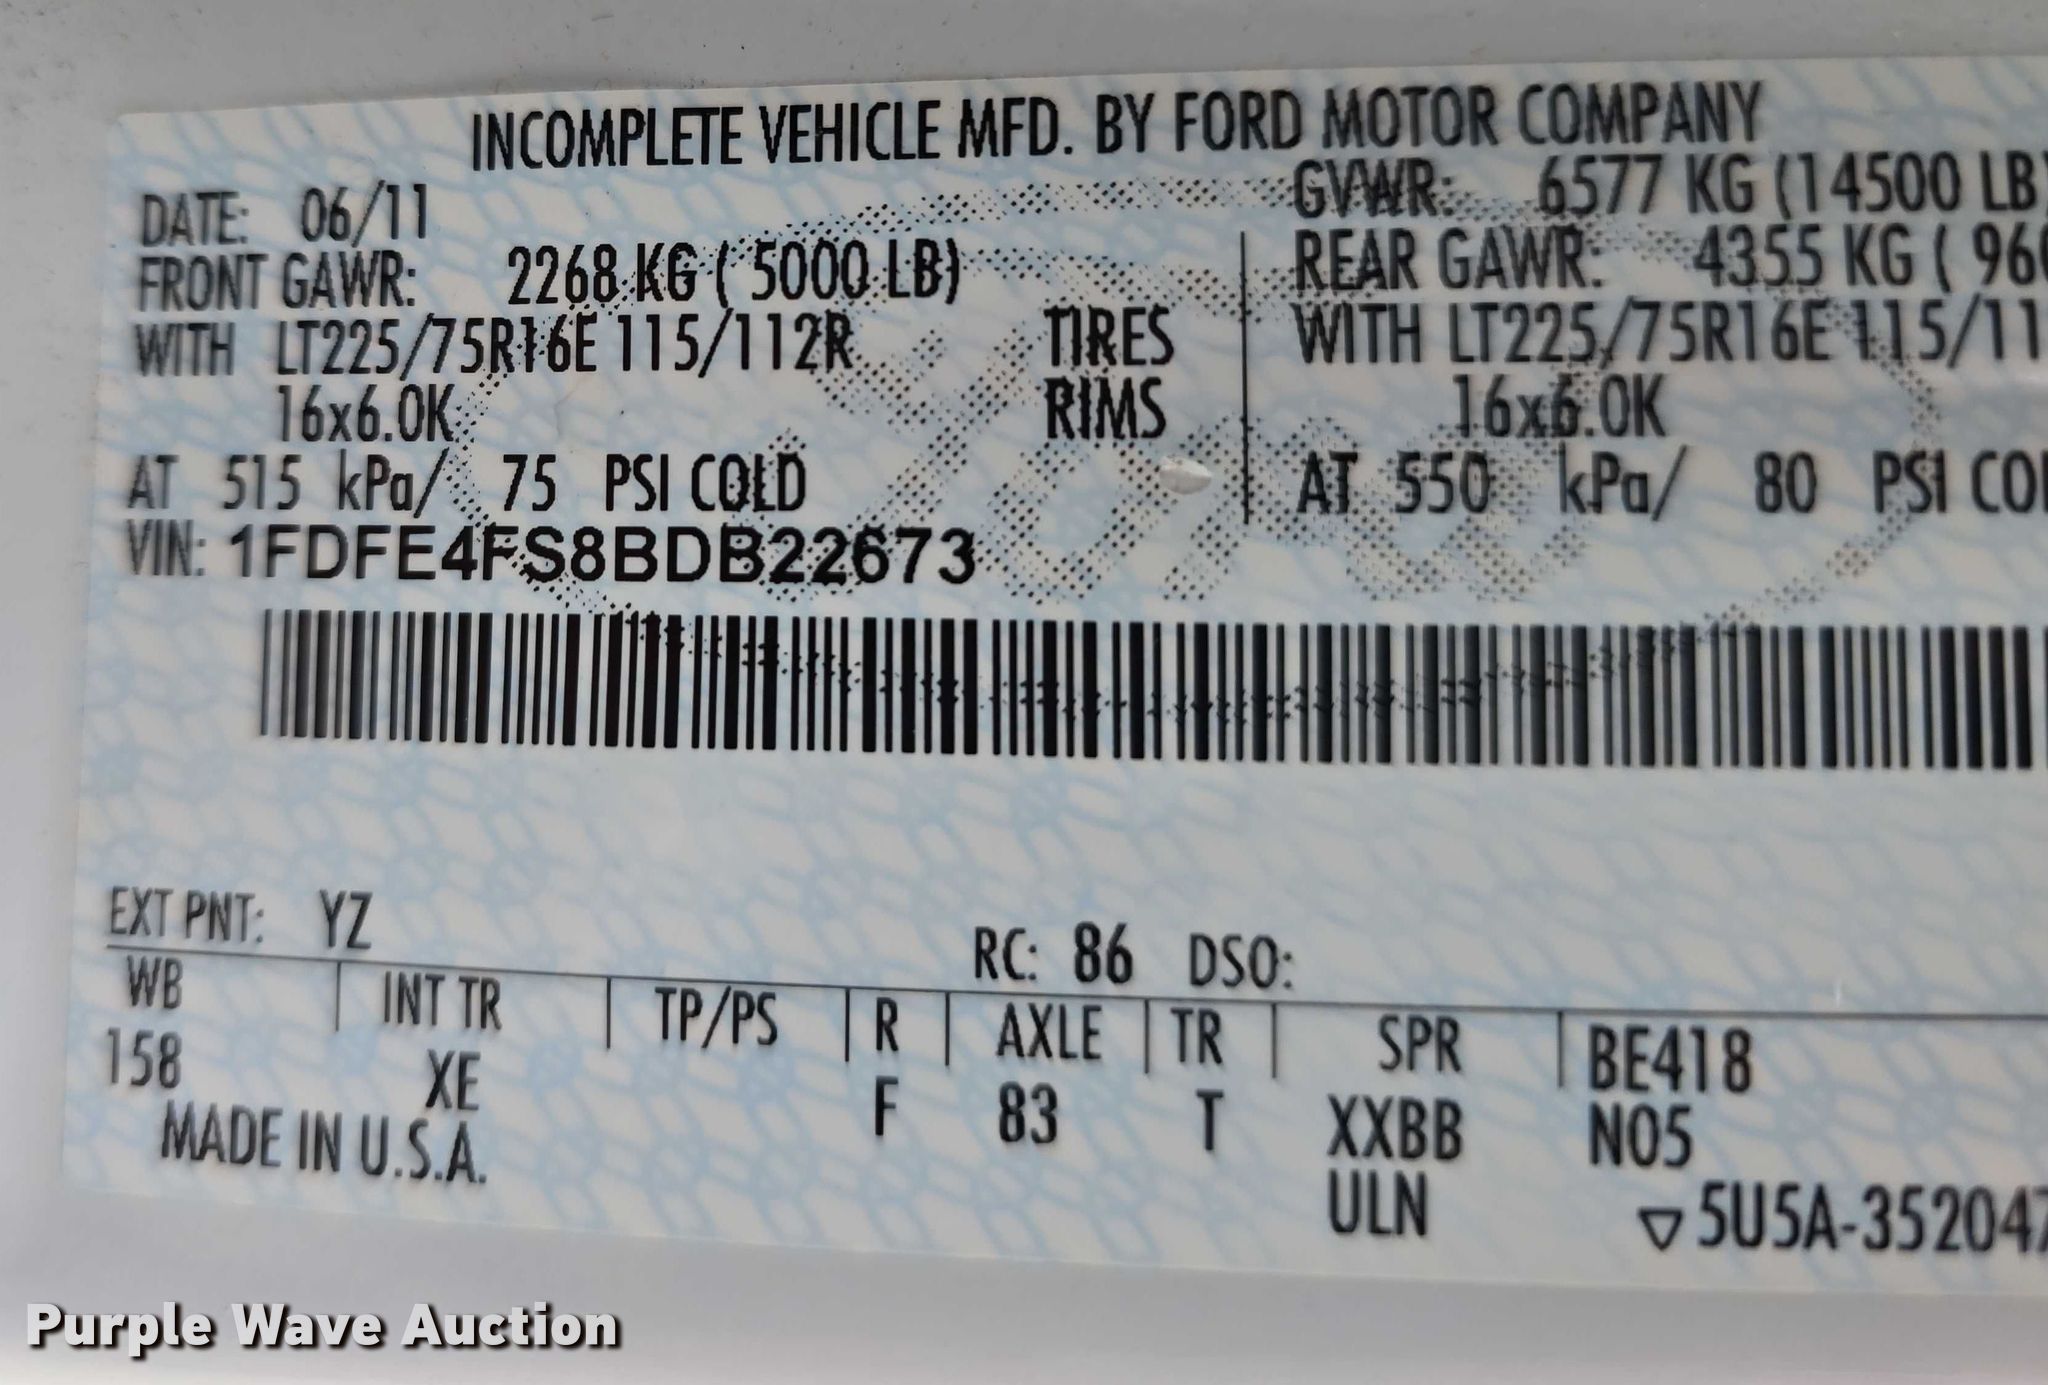 INCOMPLETE VEHICLE MFD. BY FORD MOTOR COMPANY
DATE: 06/11
GVWR: 6577 KG (14500 LB)
FRONT GAWR: 2268 KG ( 5000 LB)
REAR GAWR: 4355 KG ( 960
WITH LT225/75R16E 115/112R TIRES
WITH LT225/75R16E 115/11
16x6.0K RIMS
16x6.0K
AT 515 kPa/ 75 PSI COLD
AT 550 kPa/ 80 PSI COL
VIN: 1FDFE4FS8BDB22673
EXT PNT: YZ RC: 86 DSO:
WB INT TR TP/PS R AXLE TR SPR BE418
158 XE F 83 T XXBB N05
MADE IN U.S.A. ULN
▽5U5A-352047
Purple Wave Auction